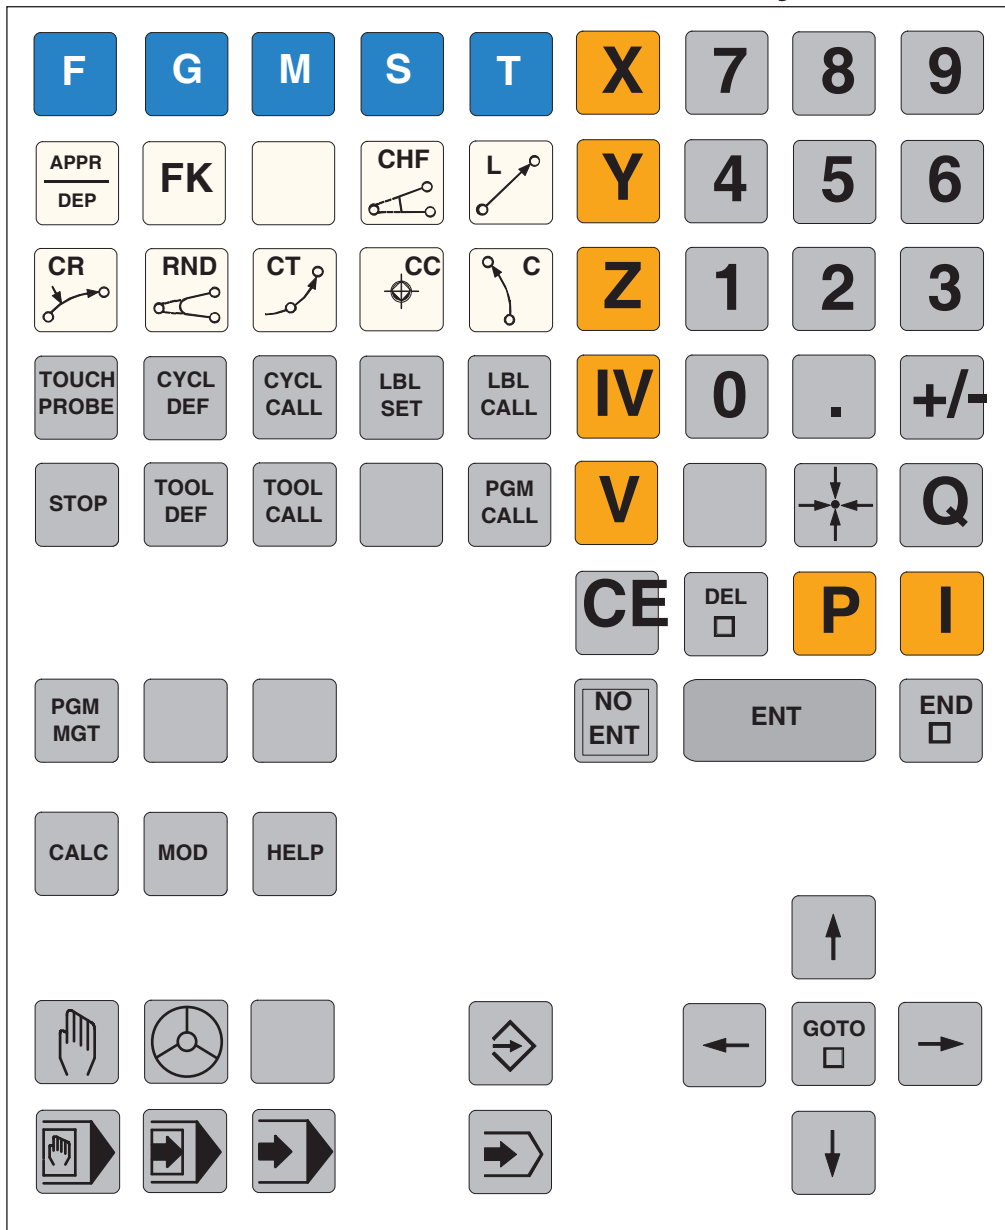 F G M S T X 7 8 9
APPR
DEP
FK
CHF
L
Y 4 5 6
CR
RND
CT
CC
C
Z 1 2 3
TOUCH
PROBE
CYCL
DEF
CYCL
CALL
LBL
SET
LBL
CALL
IV 0 . +/-
STOP
TOOL
DEF
TOOL
CALL
PGM
CALL
V
Q
CE
DEL
P
I
PGM
MGT
NO
ENT
ENT
END
CALC
MOD
HELP
GOTO